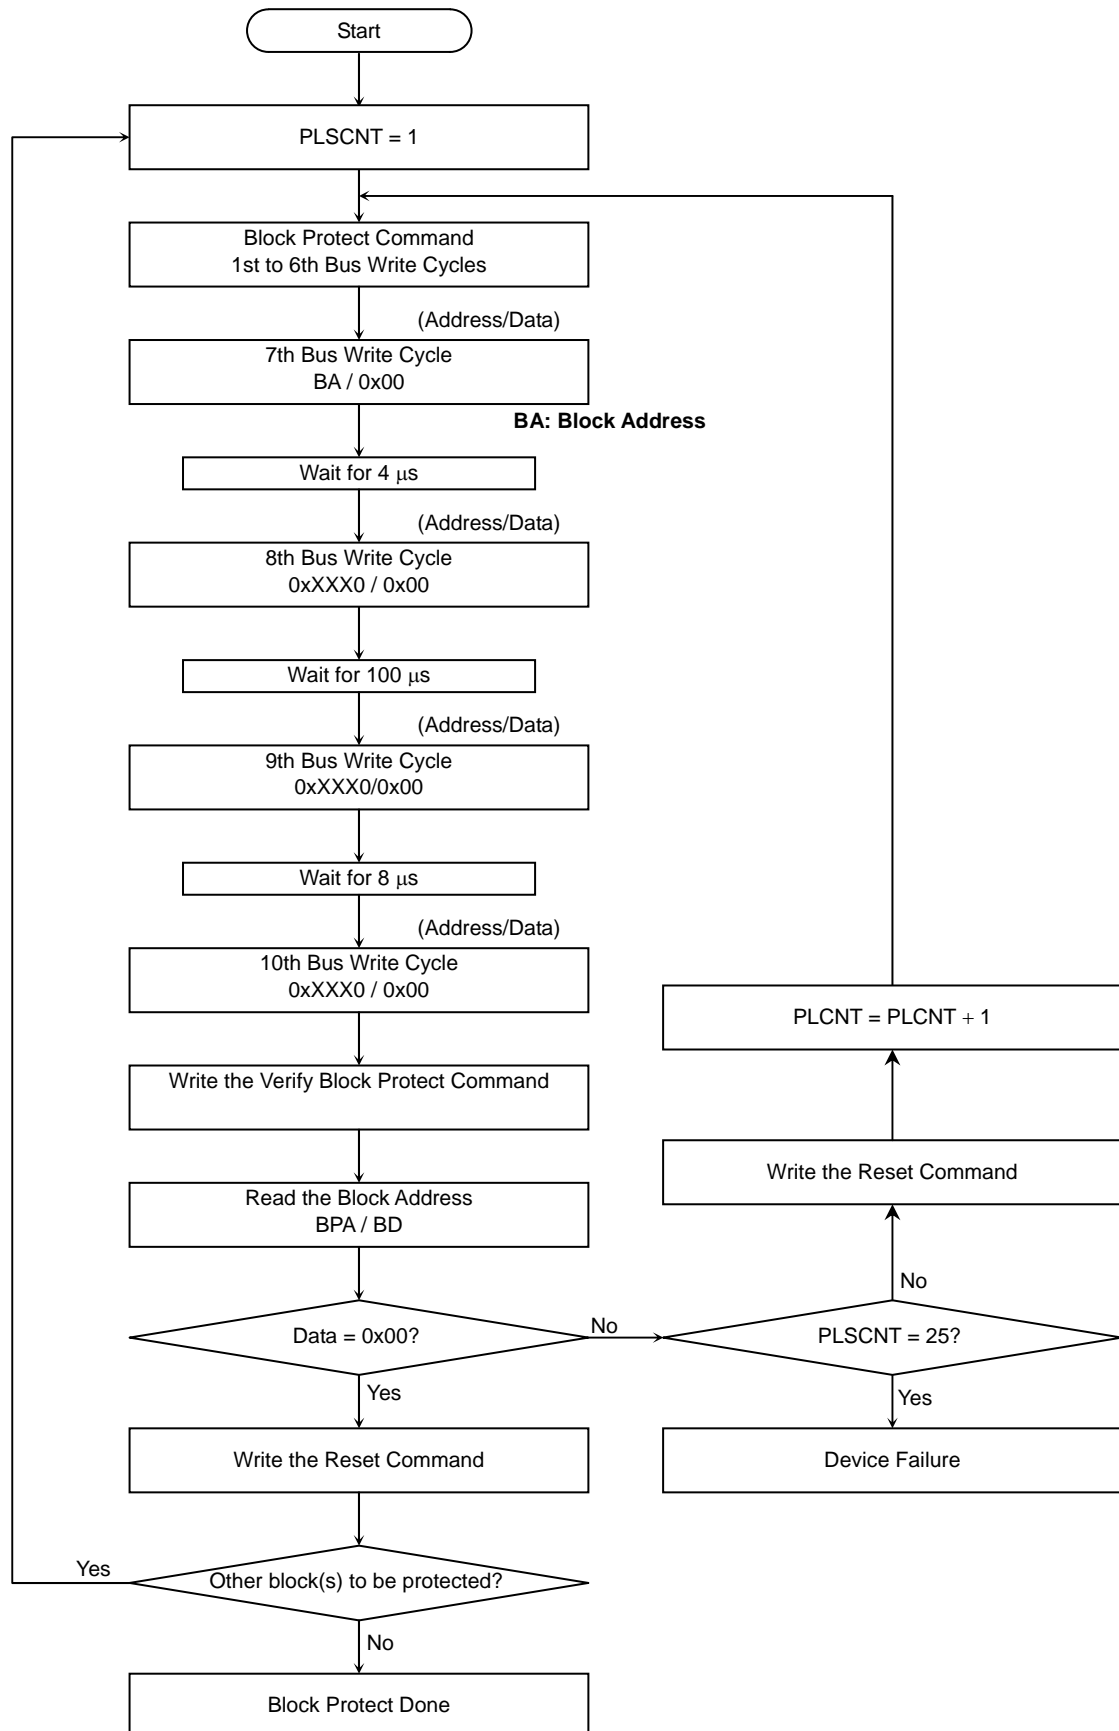 Start
PLSCNT = 1
Block Protect Command
1st to 6th Bus Write Cycles
(Address/Data)
7th Bus Write Cycle
BA / 0x00
BA: Block Address
Wait for 4 μs
(Address/Data)
8th Bus Write Cycle
0xXXX0 / 0x00
Wait for 100 μs
(Address/Data)
9th Bus Write Cycle
0xXXX0/0x00
Wait for 8 μs
(Address/Data)
10th Bus Write Cycle
0xXXX0 / 0x00
Write the Verify Block Protect Command
Read the Block Address
BPA / BD
Data = 0x00?
No
PLSCNT = 25?
No
Write the Reset Command
PLCNT = PLCNT + 1
Yes
Device Failure
Yes
Write the Reset Command
Other block(s) to be protected?
Yes
No
Block Protect Done